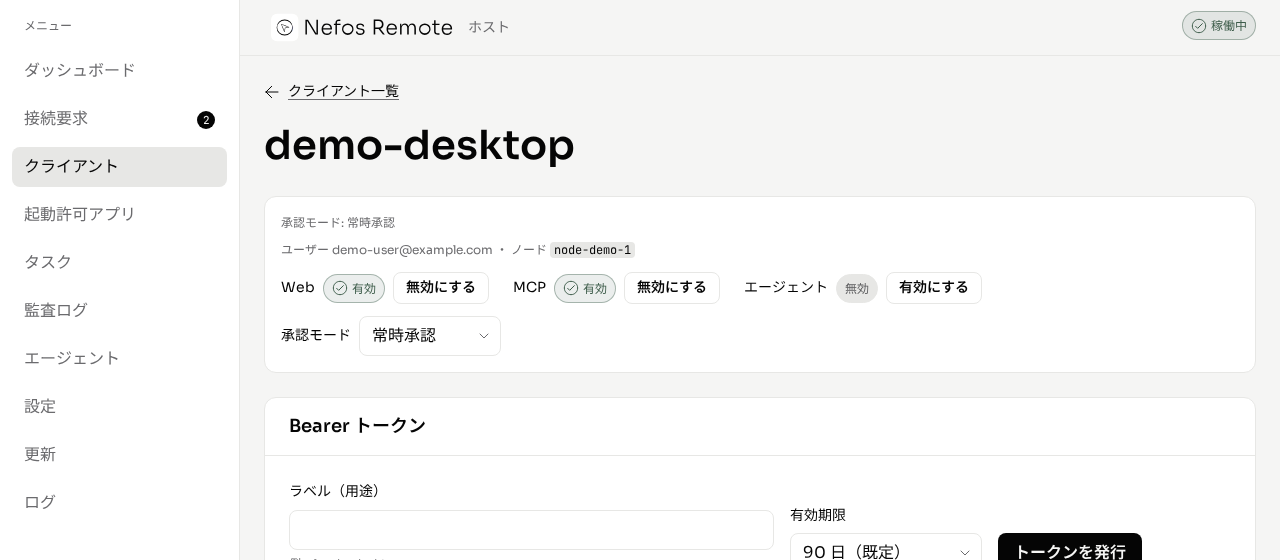 メニュー
ダッシュボード
接続要求 2
クライアント
起動許可アプリ
タスク
監査ログ
エージェント
設定
更新
ログ
Nefos Remote ホスト
稼働中
クライアント一覧
demo-desktop
承認モード: 常時承認
ユーザー demo-user@example.com ・ ノード node-demo-1
Web 有効 無効にする MCP 有効 無効にする エージェント 無効 有効にする
承認モード 常時承認
Bearer トークン
ラベル（用途）
有効期限
90 日（既定） トークンを発行